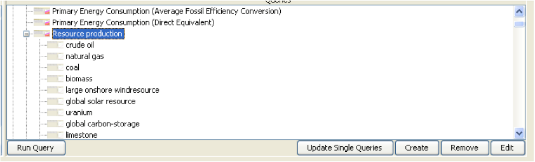 Queries
Primary Energy Consumption (Average Fossil Efficiency Conversion)
Primary Energy Consumption (Direct Equivalent)
Resource production
crude oil
natural gas
coal
biomass
large onshore windresource
global solar resource
uranium
global carbon-storage
limestone
Run Query Update Single Queries Create Remove Edit